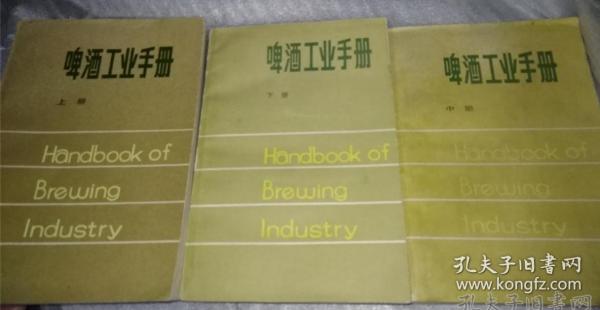 啤酒工业手册
上册
Handbook of
Brewing
Industry
啤酒工业手册
下册
Handbook of
Brewing
Industry
啤酒工业手册
中册
Handbook of
Brewing
Industry
孔夫子旧书网
www.kongfz.com
孔夫子旧书网